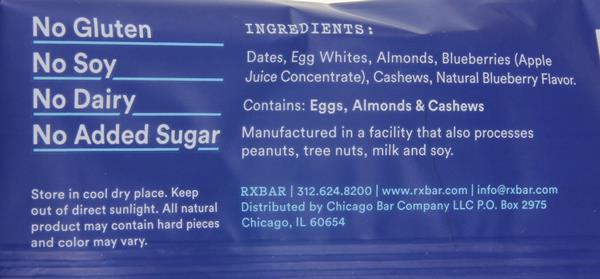 No Gluten
No Soy
No Dairy
No Added Sugar
Store in cool dry place. Keep
out of direct sunlight. All natural
product may contain hard pieces
and color may vary.
INGREDIENTS:
Dates, Egg Whites, Almonds, Blueberries (Apple
Juice Concentrate), Cashews, Natural Blueberry Flavor.
Contains: Eggs, Almonds & Cashews
Manufactured in a facility that also processes
peanuts, tree nuts, milk and soy.
RXBAR | 312.624.8200 | www.rxbar.com | info@rxbar.com
Distributed by Chicago Bar Company LLC P.O. Box 2975
Chicago, IL 60654